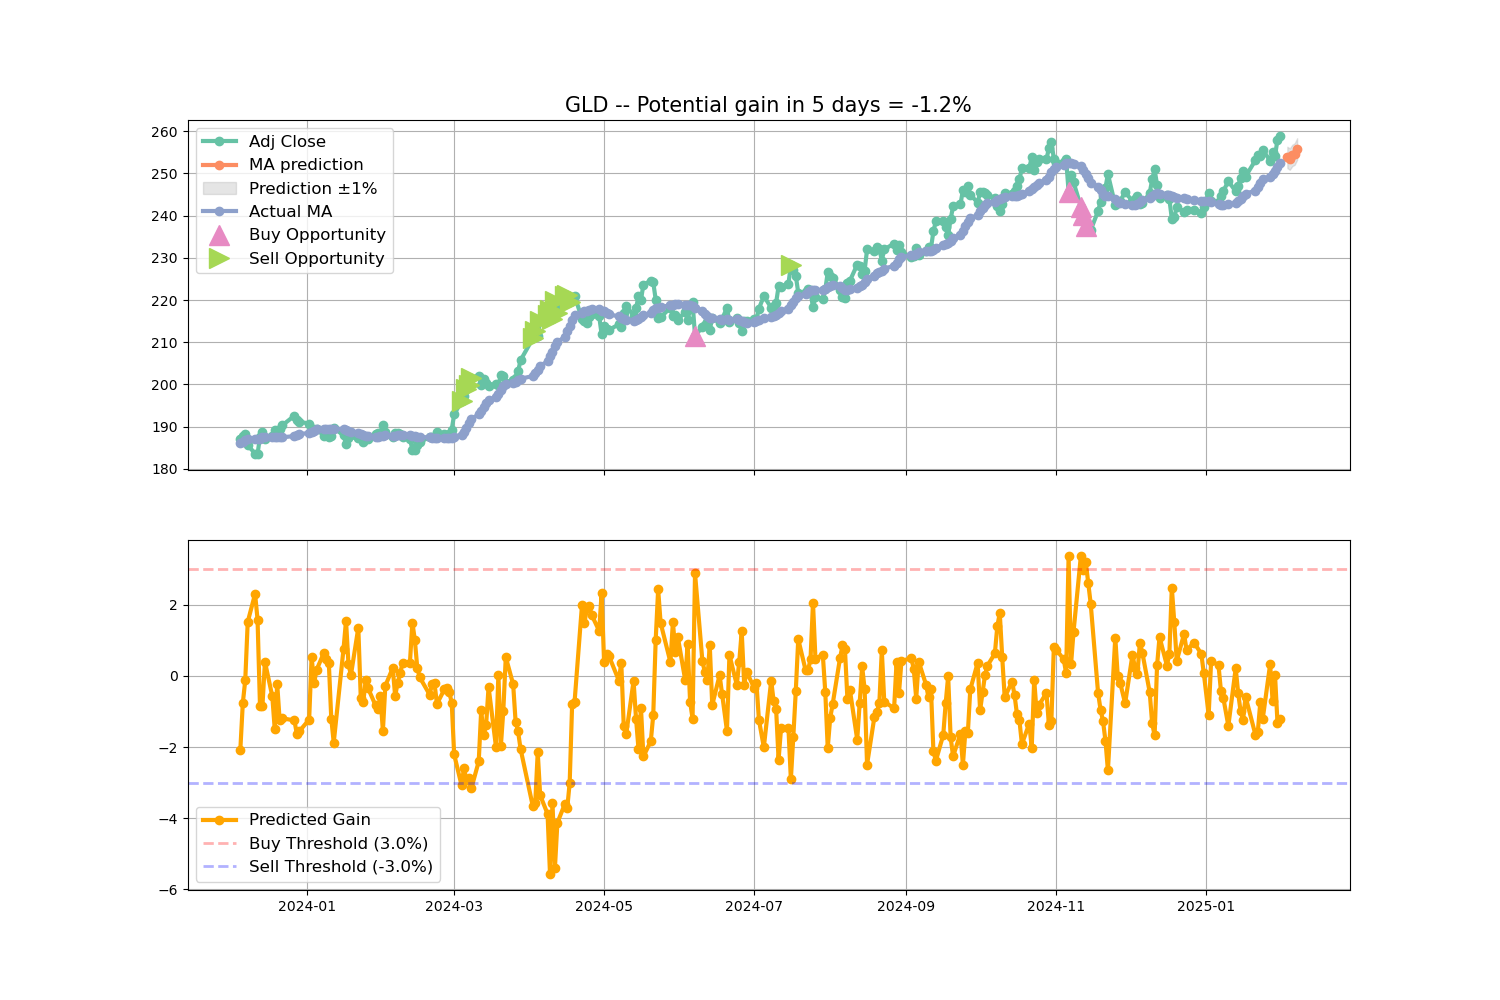 GLD -- Potential gain in 5 days = -1.2%
260
250
240
230
220
210
200
190
180
Adj Close
MA prediction
Prediction ±1%
Actual MA
Buy Opportunity
Sell Opportunity
2
0
−2
−4
−6
Predicted Gain
Buy Threshold (3.0%)
Sell Threshold (-3.0%)
2024-01
2024-03
2024-05
2024-07
2024-09
2024-11
2025-01